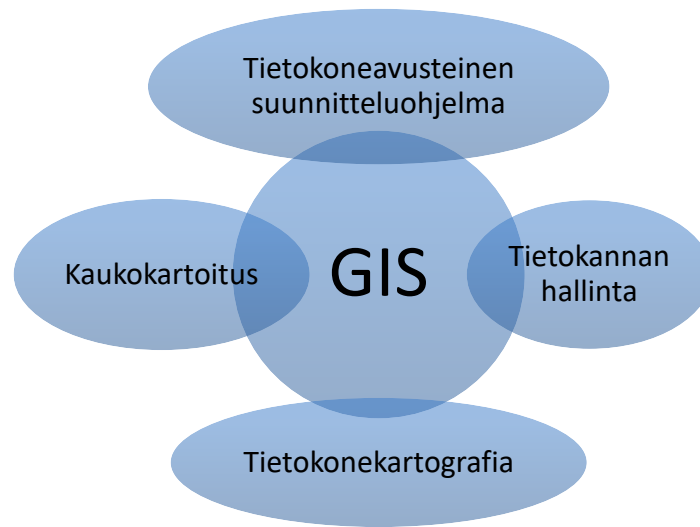 Tietokoneavusteinen
suunnitteluohjelma
Kaukokartoitus
GIS
Tietokannan
hallinta
Tietokonekartografia